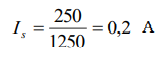 I_s = 250/1250 = 0,2 A